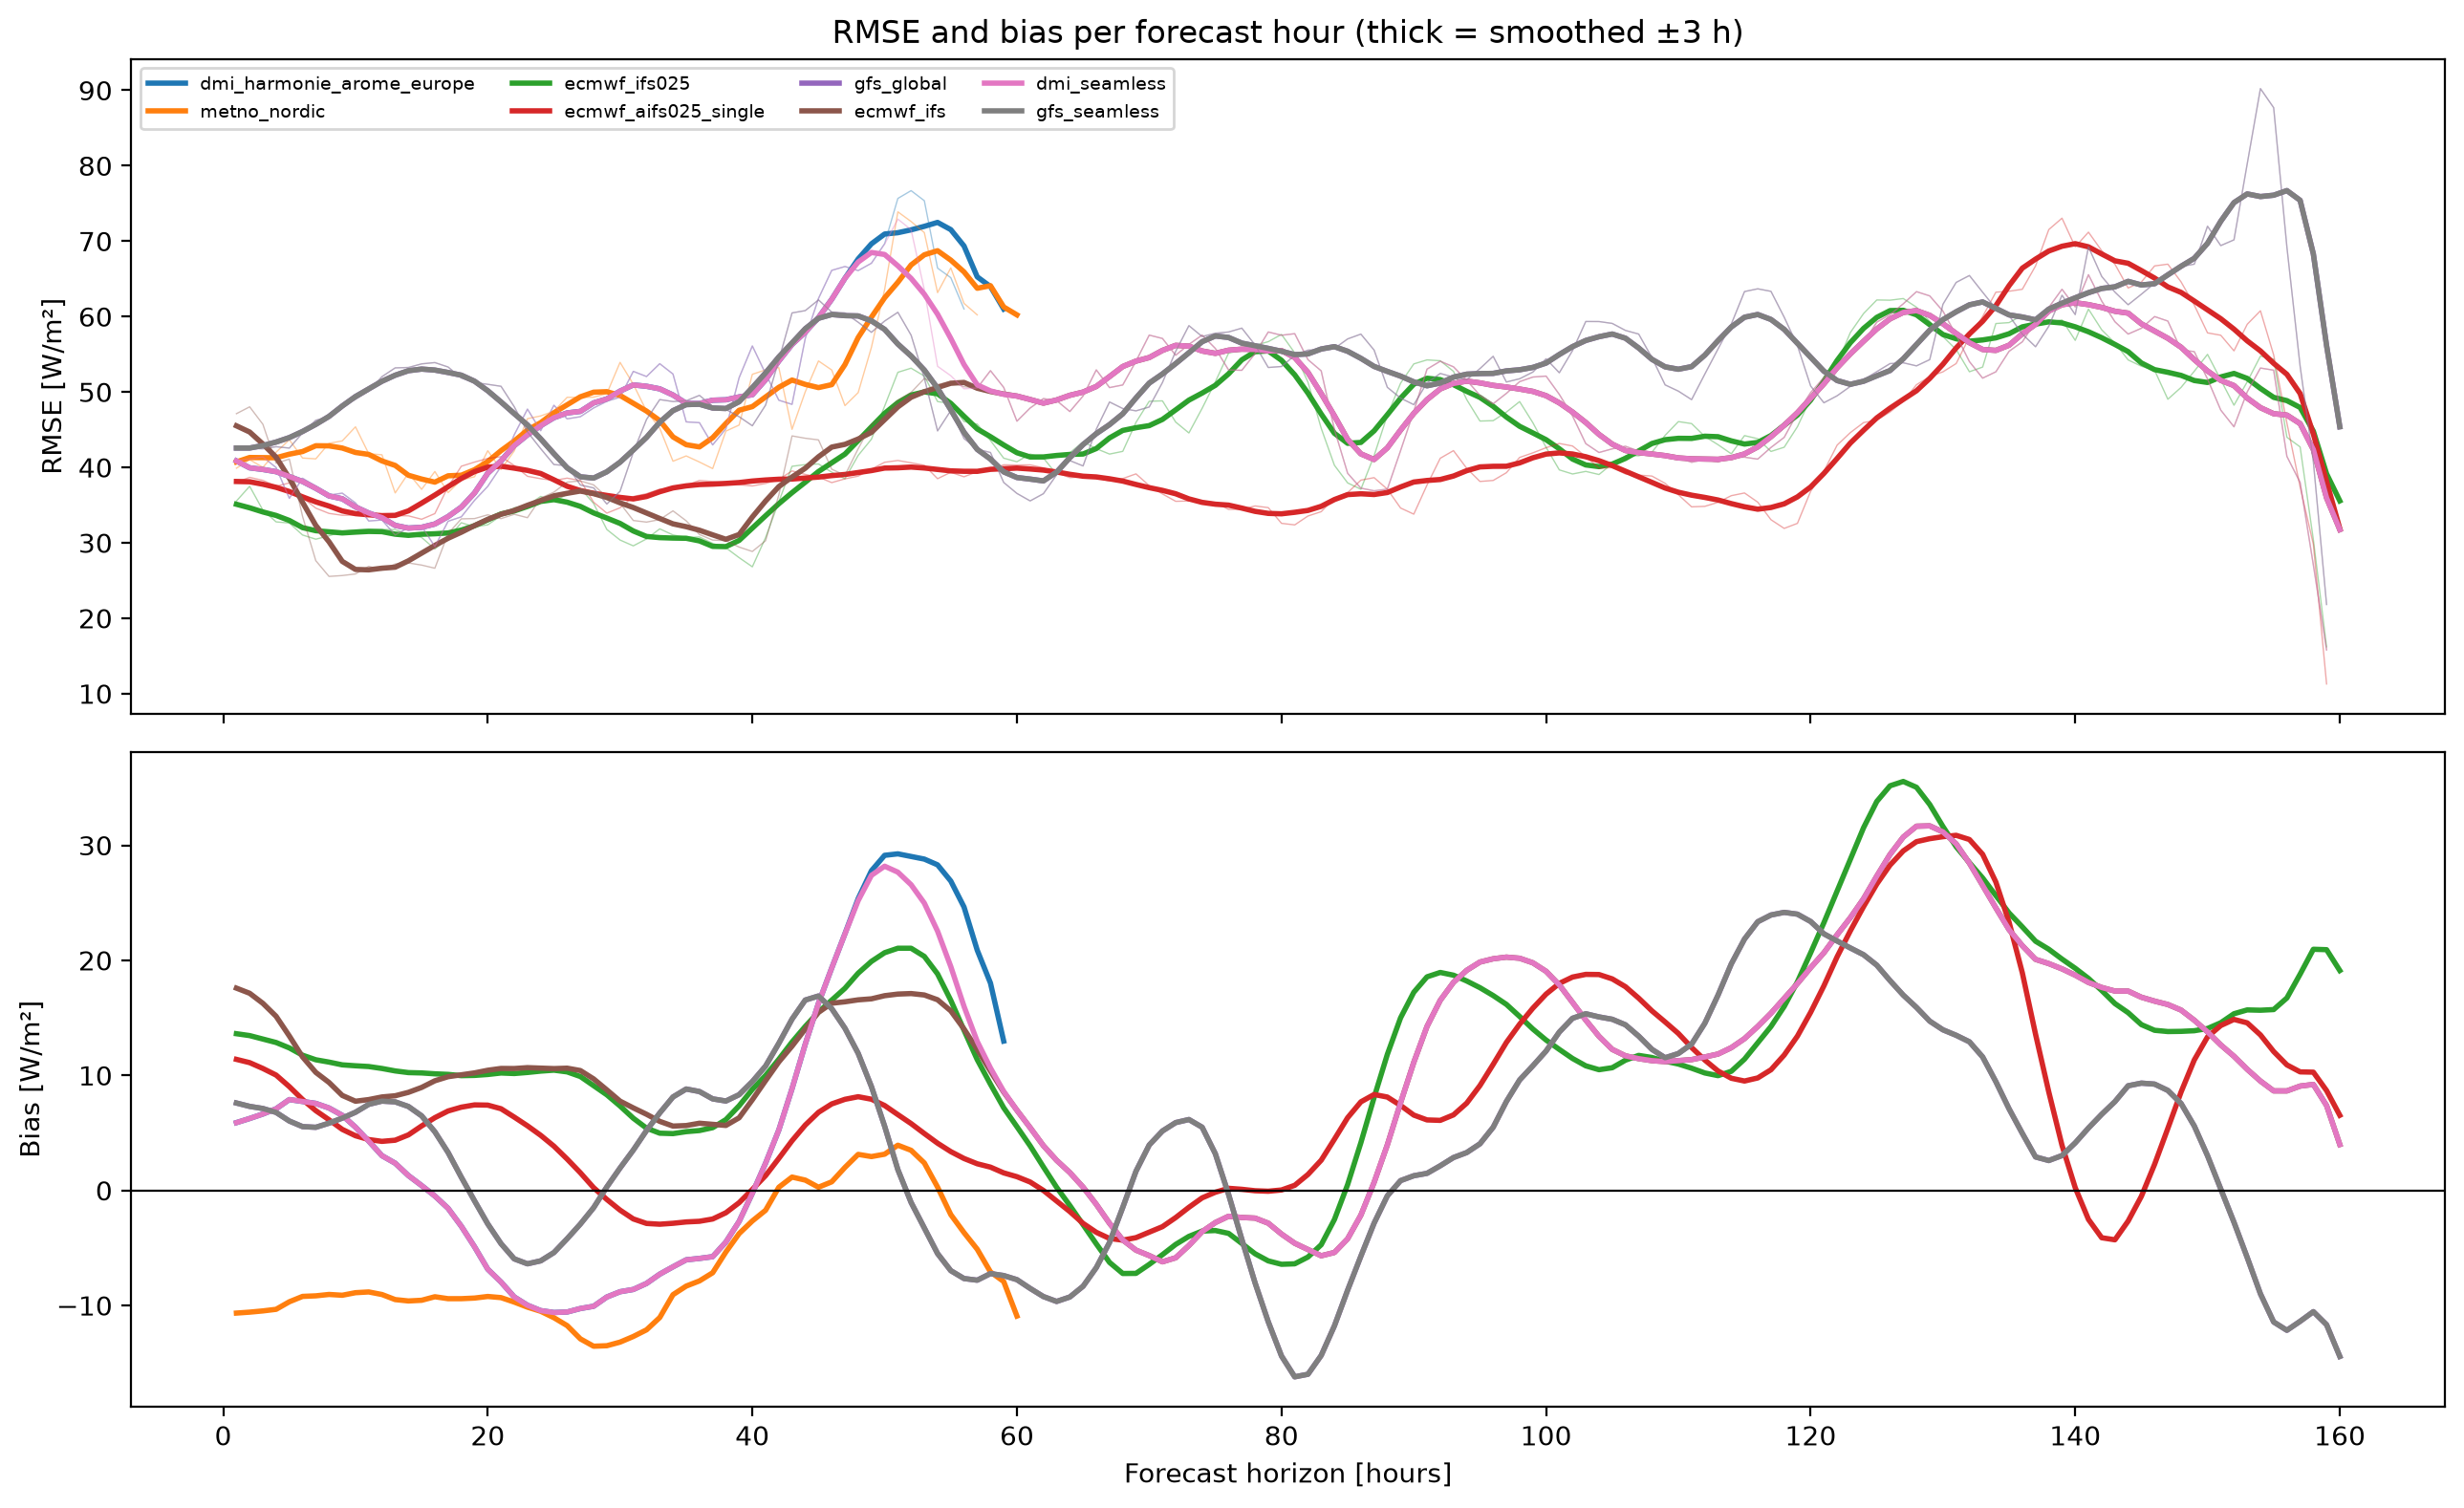 RMSE and bias per forecast hour (thick = smoothed ±3 h)
dmi_harmonie_arome_europe
metno_nordic
ecmwf_ifs025
ecmwf_aifs025_single
gfs_global
ecmwf_ifs
dmi_seamless
gfs_seamless
RMSE [W/m²]
90
80
70
60
50
40
30
20
10
Bias [W/m²]
30
20
10
0
−10
0 20 40 60 80 100 120 140 160
Forecast horizon [hours]